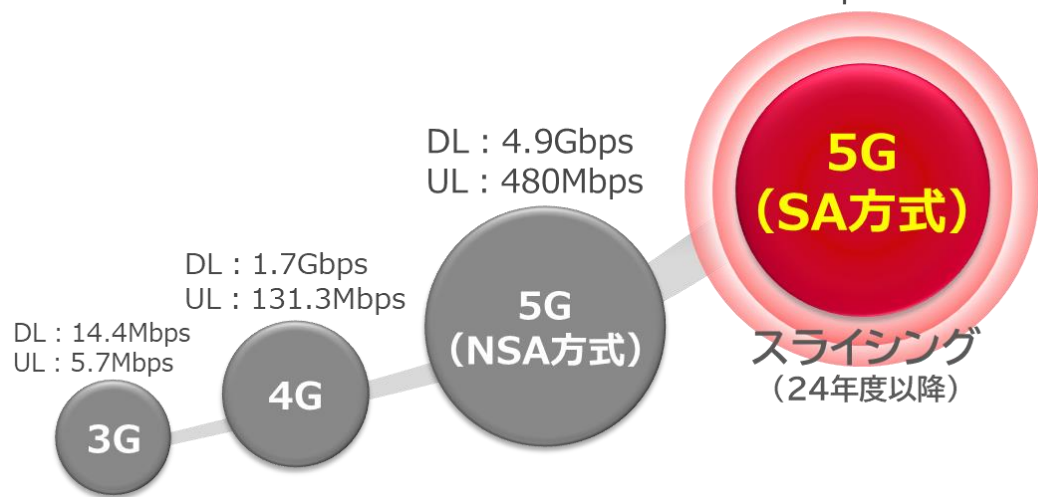 DL：14.4Mbps
UL：5.7Mbps
3G
DL：1.7Gbps
UL：131.3Mbps
4G
DL：4.9Gbps
UL：480Mbps
5G
（NSA方式）
5G
（SA方式）
スライシング
（24年度以降）